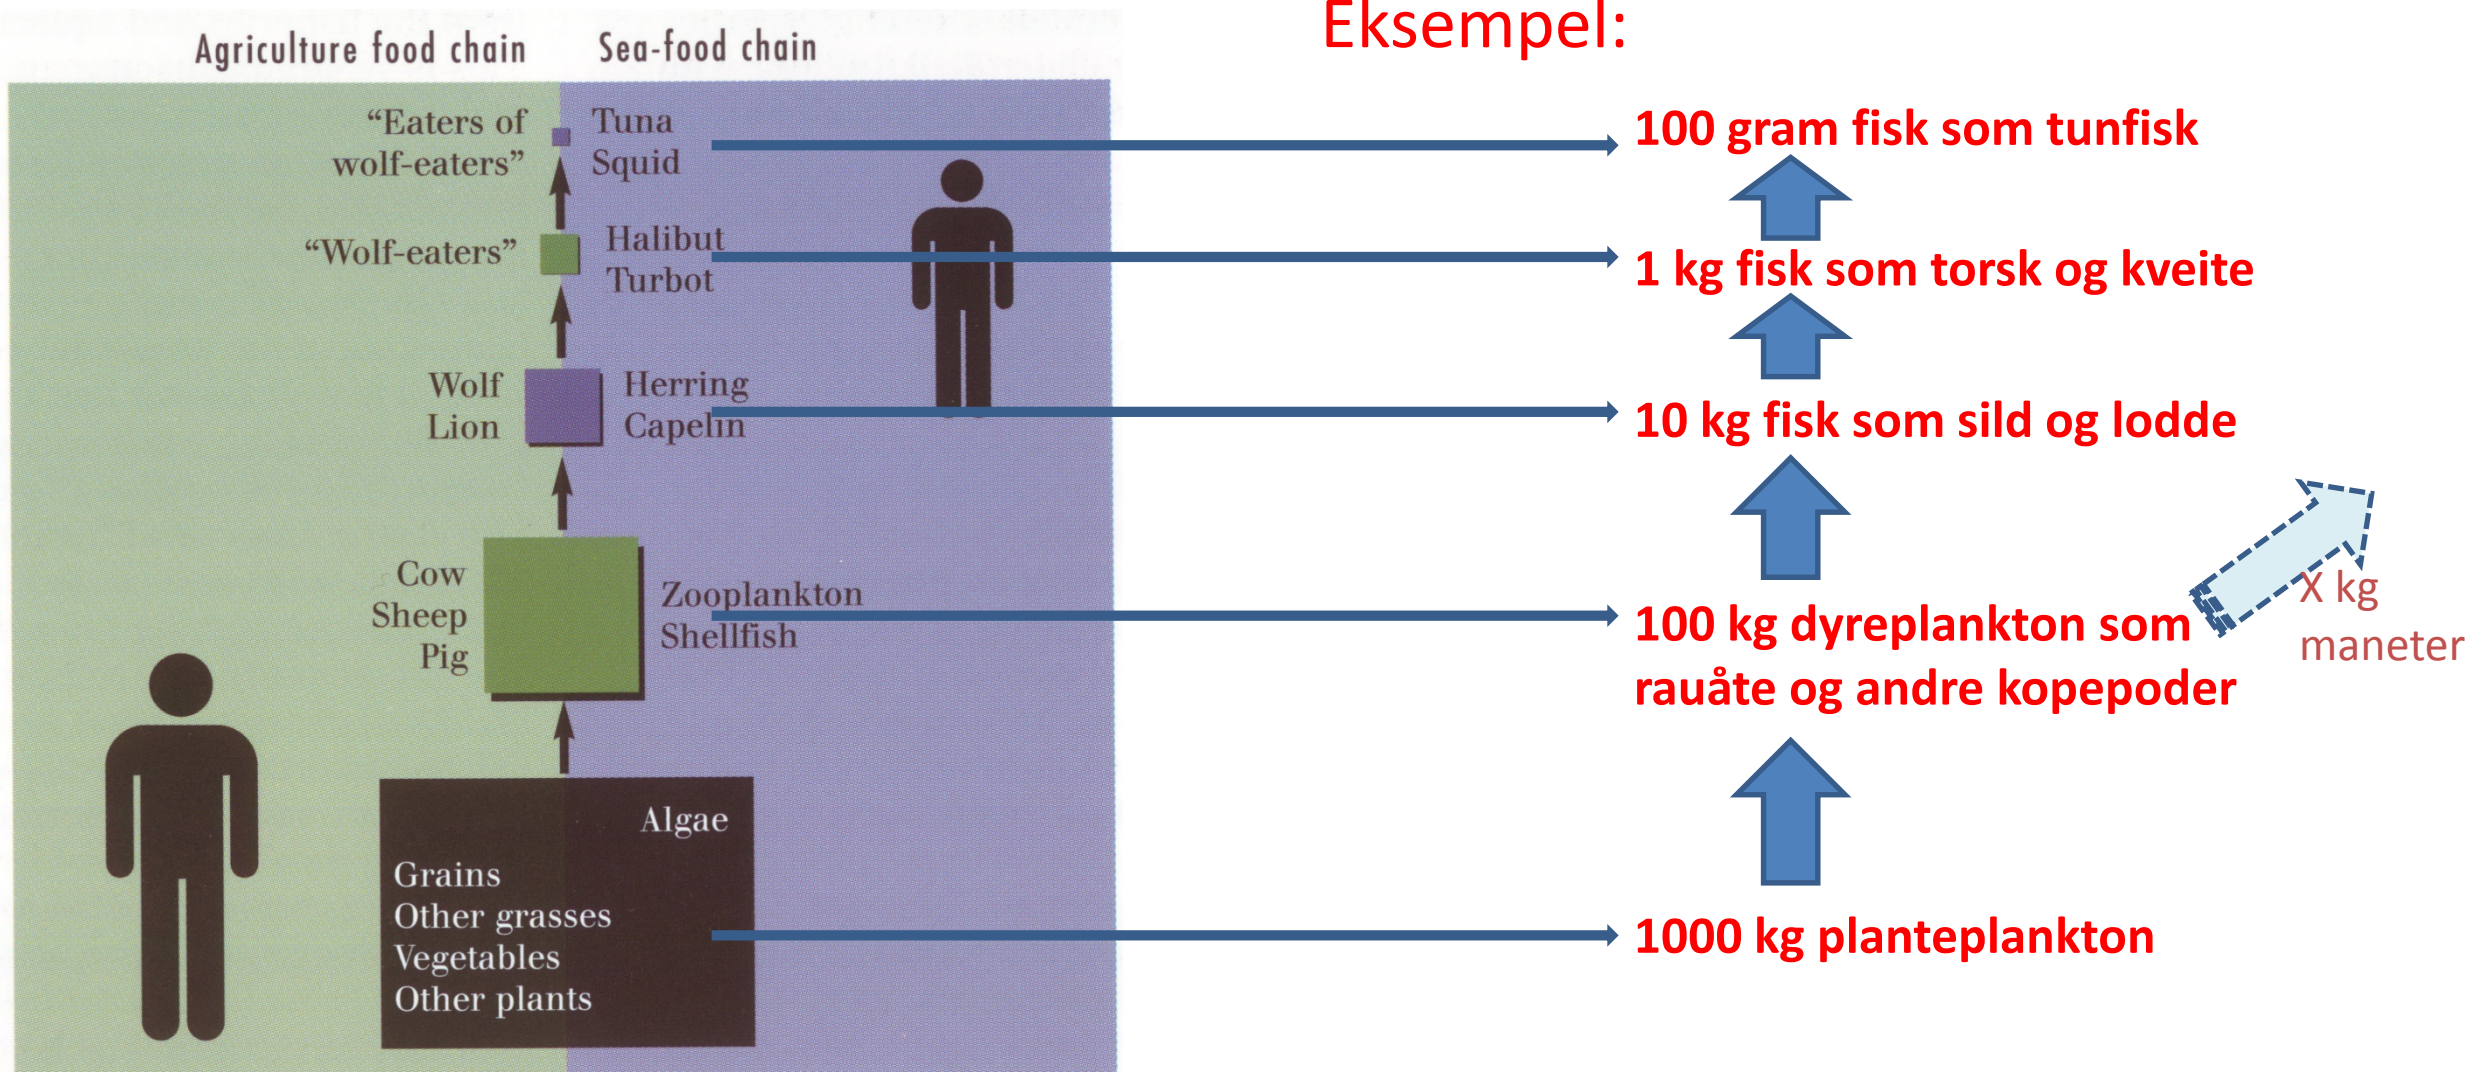 Agriculture food chain
Sea-food chain
“Eaters of
wolf-eaters”
Tuna
Squid
“Wolf-eaters”
Halibut
Turbot
Wolf
Lion
Herring
Capelin
Cow
Sheep
Pig
Zooplankton
Shellfish
Algae
Grains
Other grasses
Vegetables
Other plants
Eksempel:
100 gram fisk som tunfisk
1 kg fisk som torsk og kveite
10 kg fisk som sild og lodde
100 kg dyreplankton som
rauåte og andre kopepoder
X kg
maneter
1000 kg planteplankton